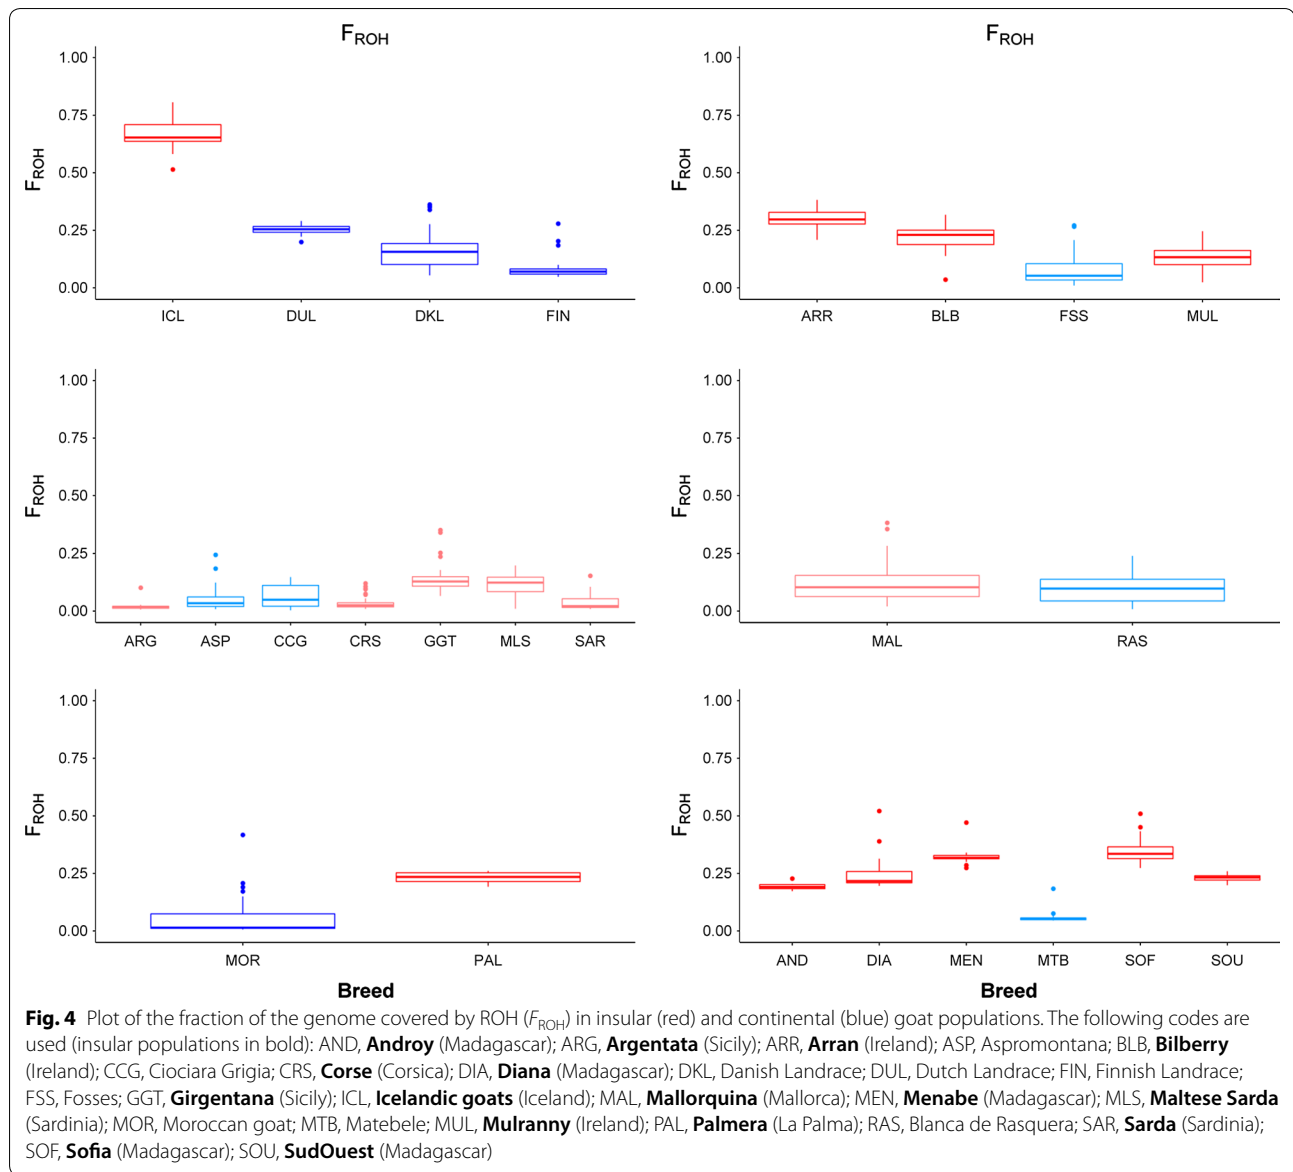 F_ROH
F_ROH
1.00
0.75
0.50
0.25
0.00
F_ROH
ICL DUL DKL FIN
1.00
0.75
0.50
0.25
0.00
F_ROH
ARR BLB FSS MUL
1.00
0.75
0.50
0.25
0.00
F_ROH
ARG ASP CCG CRS GGT MLS SAR
1.00
0.75
0.50
0.25
0.00
F_ROH
MAL RAS
1.00
0.75
0.50
0.25
0.00
F_ROH
MOR PAL
Breed
1.00
0.75
0.50
0.25
0.00
F_ROH
AND DIA MEN MTB SOF SOU
Breed
Fig. 4 Plot of the fraction of the genome covered by ROH (F_ROH) in insular (red) and continental (blue) goat populations. The following codes are
used (insular populations in bold): AND, Androy (Madagascar); ARG, Argentata (Sicily); ARR, Arran (Ireland); ASP, Aspromontana; BLB, Bilberry
(Ireland); CCG, Ciociara Grigia; CRS, Corse (Corsica); DIA, Diana (Madagascar); DKL, Danish Landrace; DUL, Dutch Landrace; FIN, Finnish Landrace;
FSS, Fosses; GGT, Girgentana (Sicily); ICL, Icelandic goats (Iceland); MAL, Mallorquina (Mallorca); MEN, Menabe (Madagascar); MLS, Maltese Sarda
(Sardinia); MOR, Moroccan goat; MTB, Matebele; MUL, Mulranny (Ireland); PAL, Palmera (La Palma); RAS, Blanca de Rasquera; SAR, Sarda (Sardinia);
SOF, Sofia (Madagascar); SOU, SudOuest (Madagascar)